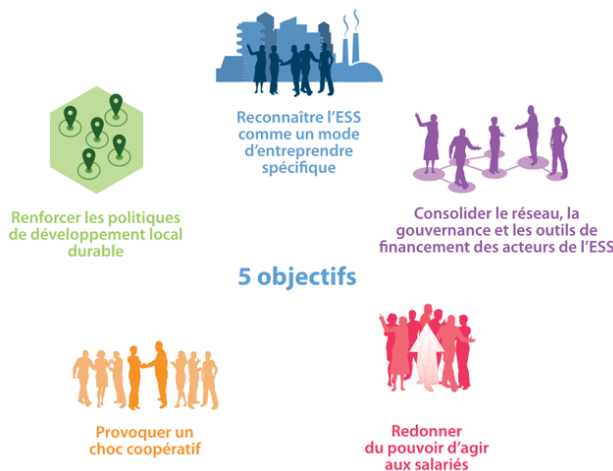 Reconnaître l'ESS
comme un mode
d'entreprendre
spécifique
Renforcer les politiques
de développement local
durable
Consolider le réseau, la
gouvernance et les outils de
financement des acteurs de l'ESS
5 objectifs
Provoquer un
choc coopératif
Redonner
du pouvoir d'agir
aux salariés